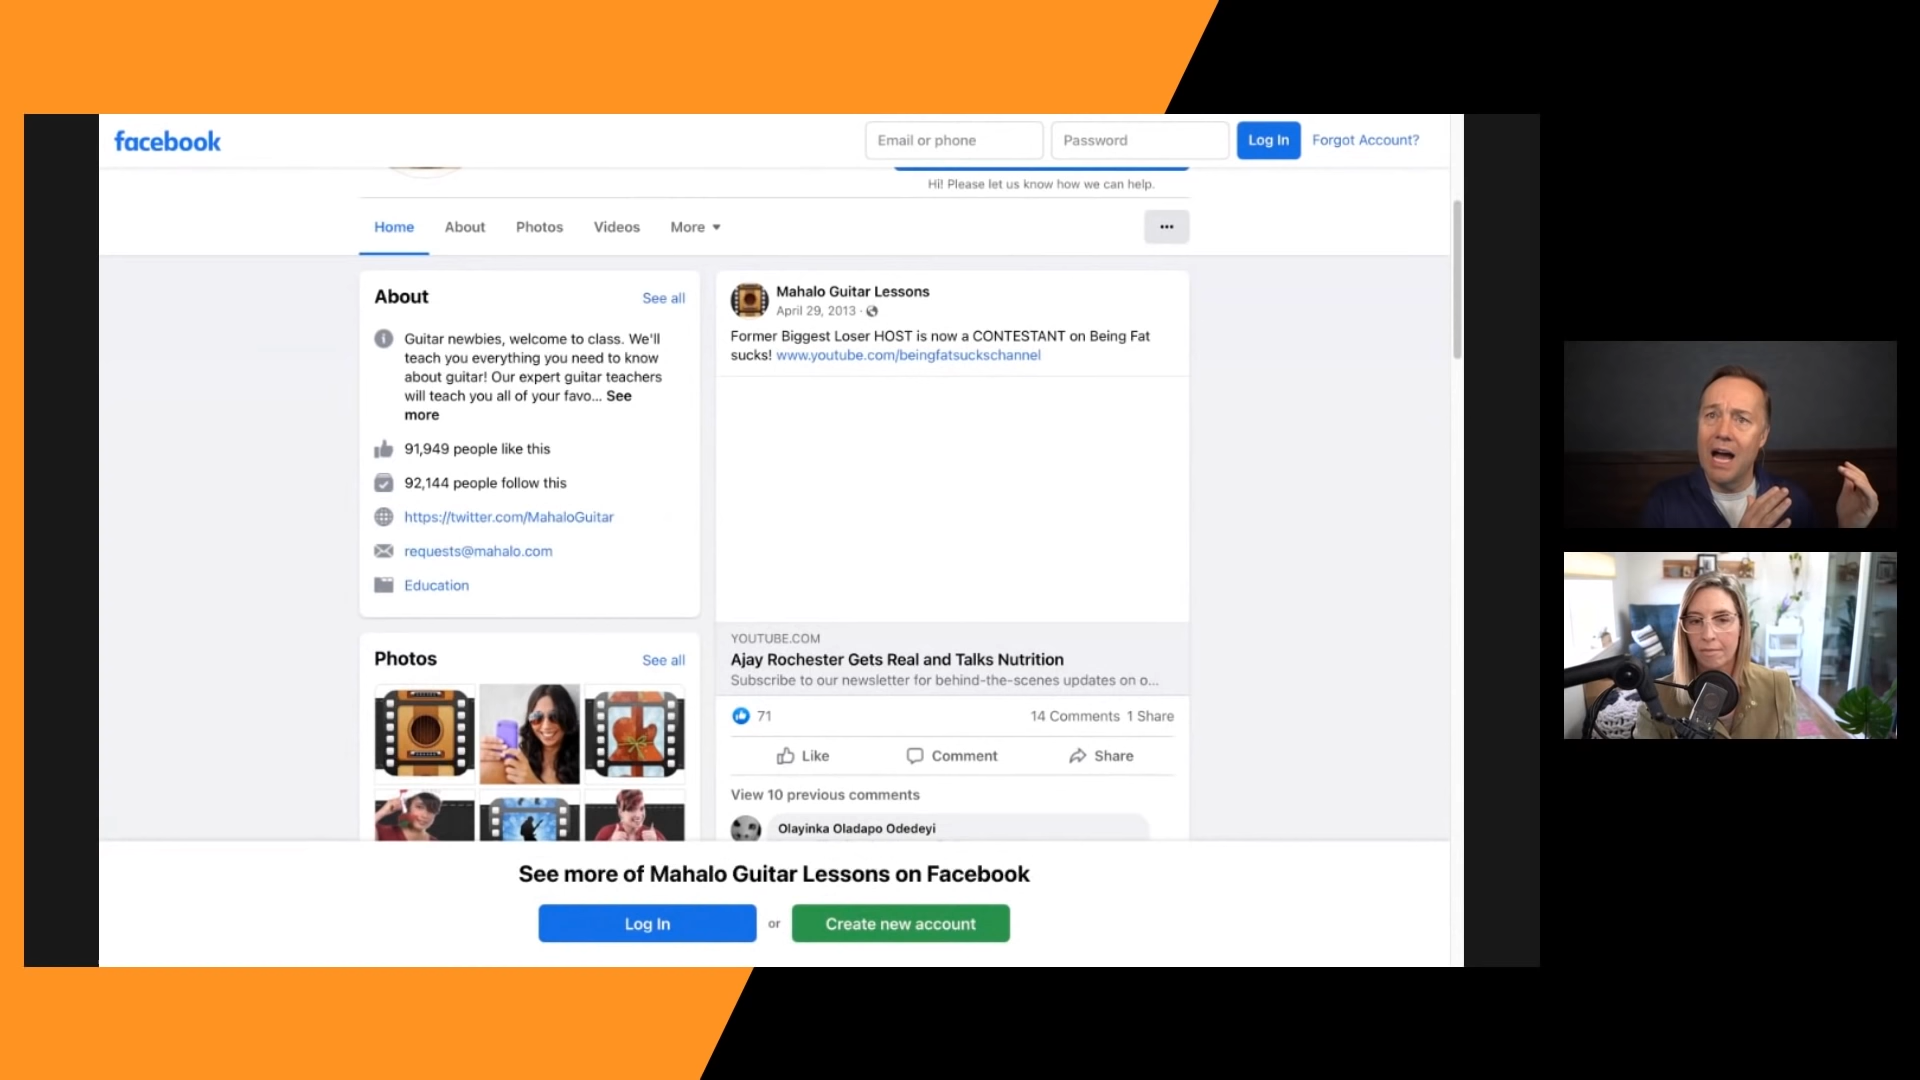 facebook
Email or phone
Password
Log In
Forgot Account?
Hi! Please let us know how we can help.
Home
About
Photos
Videos
More
About
See all
Guitar newbies, welcome to class. We'll
teach you everything you need to know
about guitar! Our expert guitar teachers
will teach you all of your favo... See
more
91,949 people like this
92,144 people follow this
https://twitter.com/MahaloGuitar
requests@mahalo.com
Education
Photos
See all
Mahalo Guitar Lessons
April 29, 2013 ·
Former Biggest Loser HOST is now a CONTESTANT on Being Fat
sucks! www.youtube.com/beingfatsuckschannel
YOUTUBE.COM
Ajay Rochester Gets Real and Talks Nutrition
Subscribe to our newsletter for behind-the-scenes updates on o...
71
14 Comments 1 Share
Like
Comment
Share
View 10 previous comments
Olayinka Oladapo Odedeyi
See more of Mahalo Guitar Lessons on Facebook
Log In
or
Create new account